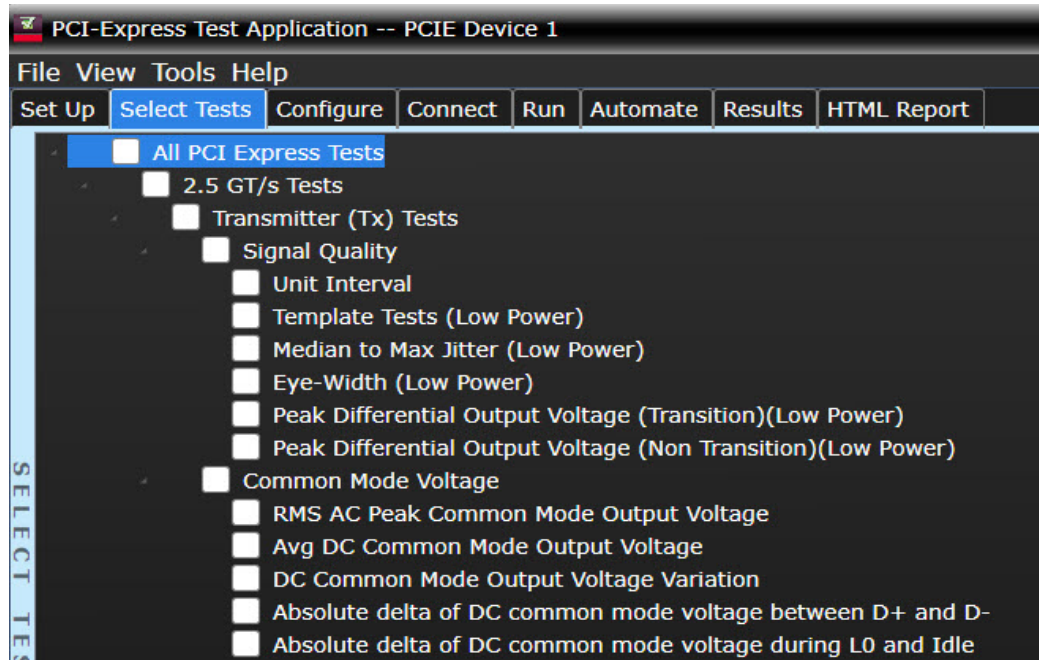 PCI-Express Test Application -- PCIE Device 1
File View Tools Help
Set Up Select Tests Configure Connect Run Automate Results HTML Report
All PCI Express Tests
2.5 GT/s Tests
Transmitter (Tx) Tests
Signal Quality
Unit Interval
Template Tests (Low Power)
Median to Max Jitter (Low Power)
Eye-Width (Low Power)
Peak Differential Output Voltage (Transition)(Low Power)
Peak Differential Output Voltage (Non Transition)(Low Power)
Common Mode Voltage
RMS AC Peak Common Mode Output Voltage
Avg DC Common Mode Output Voltage
DC Common Mode Output Voltage Variation
Absolute delta of DC common mode voltage between D+ and D-
Absolute delta of DC common mode voltage during L0 and Idle
SELECT